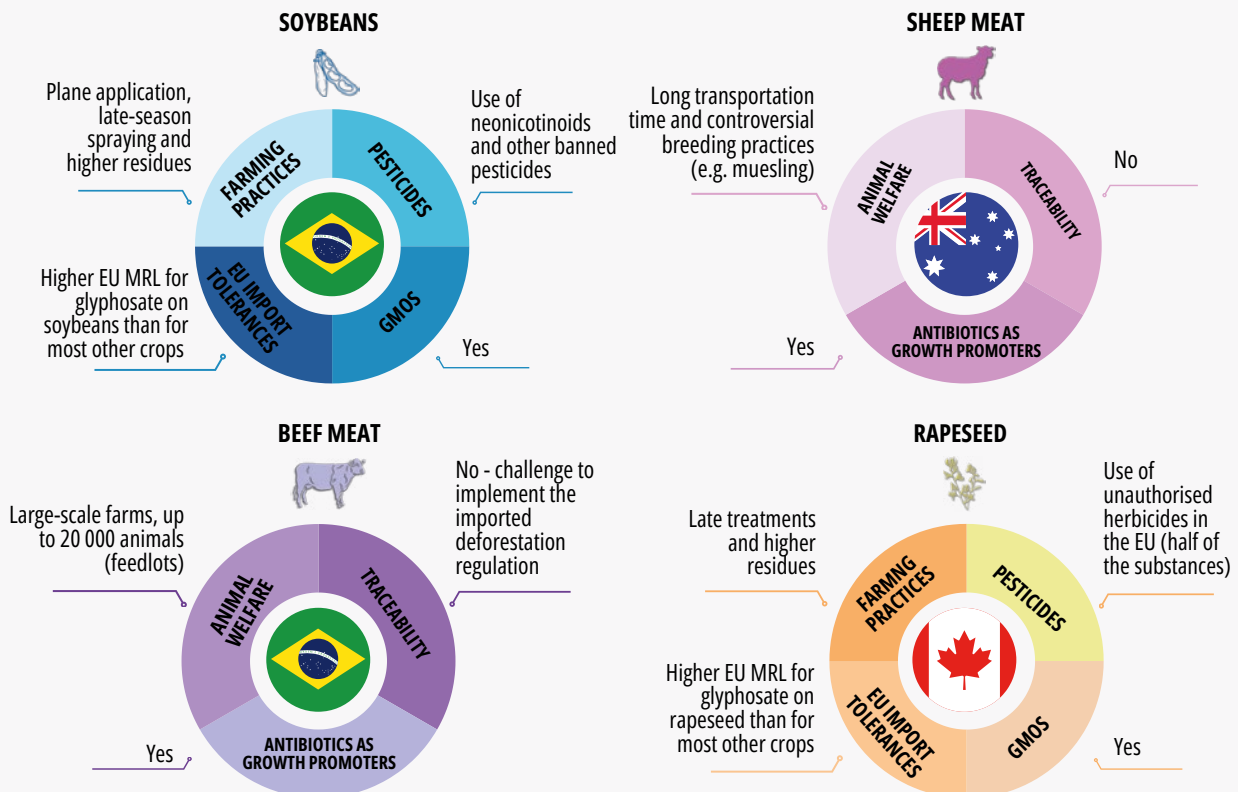 SOYBEANS
Plane application,
late-season
spraying and
higher residues
Use of
neonicotinoids
and other banned
pesticides
FARMING
PRACTICES
PESTICIDES
Higher EU MRL for
glyphosate on
soybeans than for
most other crops
EU IMPORT
TOLERANCES
GMOS
Yes
SHEEP MEAT
Long transportation
time and controversial
breeding practices
(e.g. muesling)
No
ANIMAL
WELFARE
TRACEABILITY
Yes
ANTIBIOTICS AS
GROWTH PROMOTERS
BEEF MEAT
Large-scale farms, up
to 20 000 animals
(feedlots)
No - challenge to
implement the
imported
deforestation
regulation
ANIMAL
WELFARE
TRACEABILITY
Yes
ANTIBIOTICS AS
GROWTH PROMOTERS
RAPESEED
Late treatments
and higher
residues
Use of
unauthorised
herbicides in
the EU (half of
the substances)
FARMNG
PRACTICES
PESTICIDES
Higher EU MRL for
glyphosate on
rapeseed than for
most other crops
EU IMPORT
TOLERANCES
GMOS
Yes